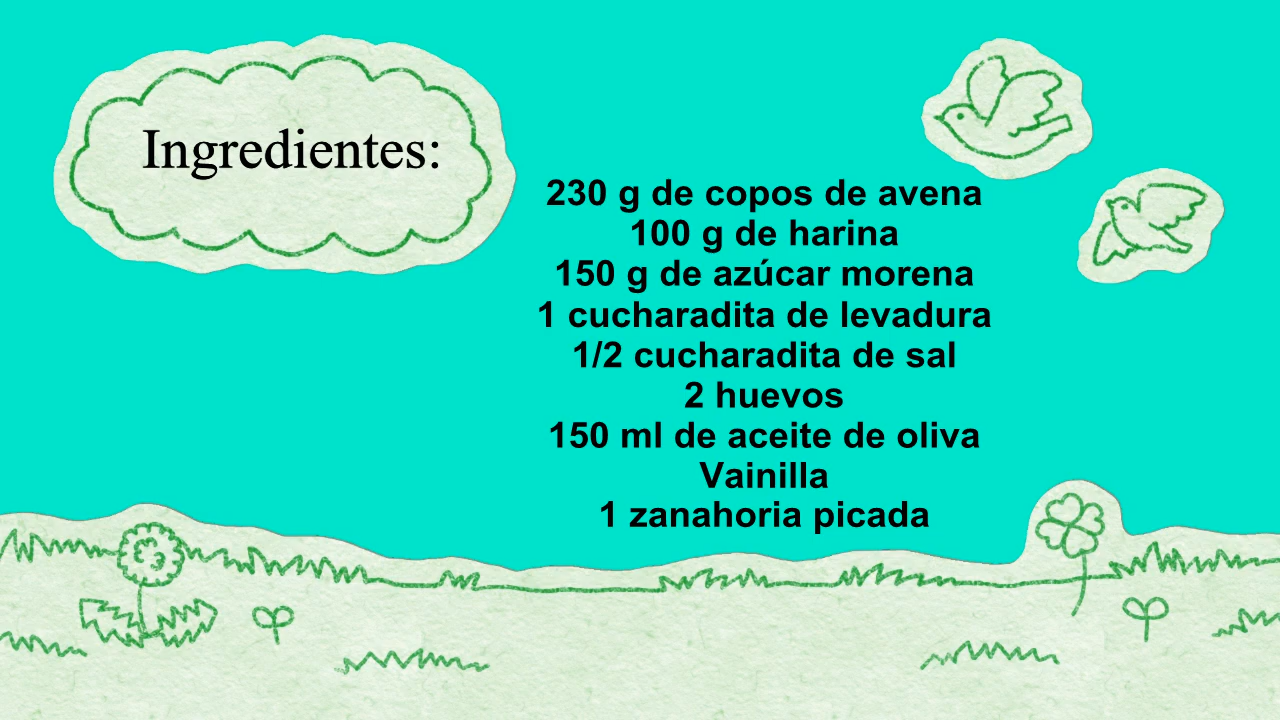 Ingredientes:
230 g de copos de avena
100 g de harina
150 g de azúcar morena
1 cucharadita de levadura
1/2 cucharadita de sal
2 huevos
150 ml de aceite de oliva
Vainilla
1 zanahoria picada